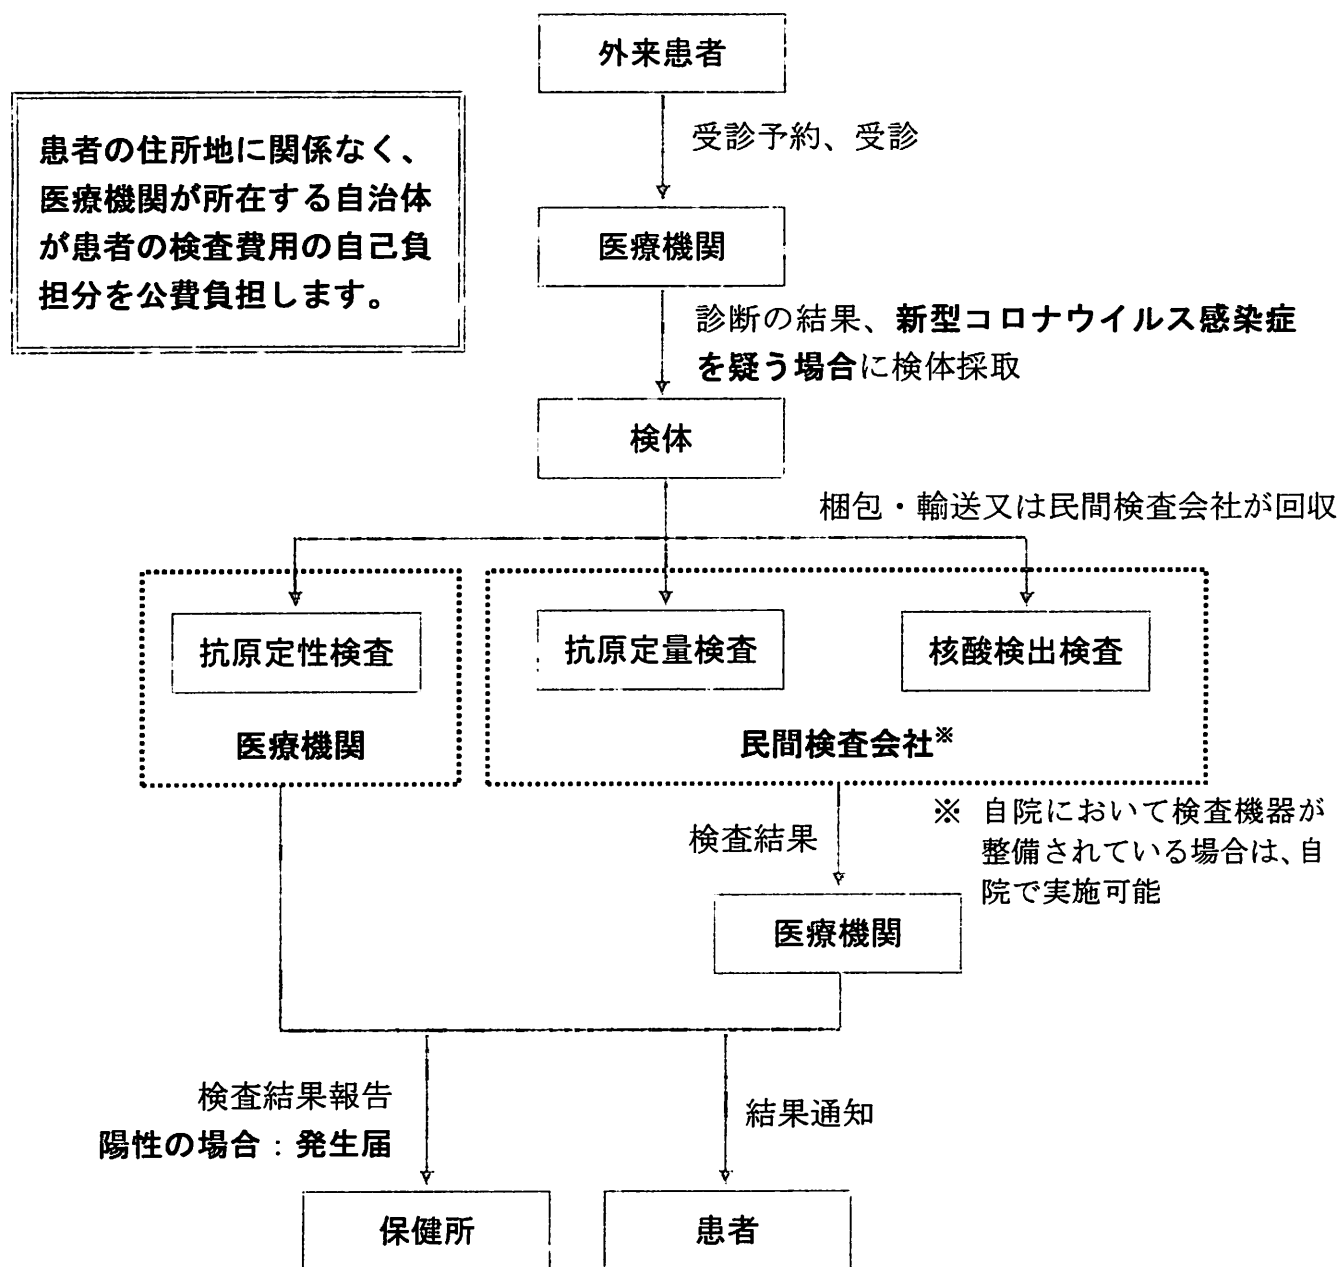 外来患者
受診予約、受診
患者の住所地に関係なく、
医療機関が所在する自治体
が患者の検査費用の自己負
担分を公費負担します。
医療機関
診断の結果、新型コロナウイルス感染症
を疑う場合に検体採取
検体
梱包・輸送又は民間検査会社が回収
抗原定性検査
医療機関
抗原定量検査
核酸検出検査
民間検査会社※
※ 自院において検査機器が
整備されている場合は、自
院で実施可能
検査結果
医療機関
検査結果報告
陽性の場合：発生届
結果通知
保健所
患者